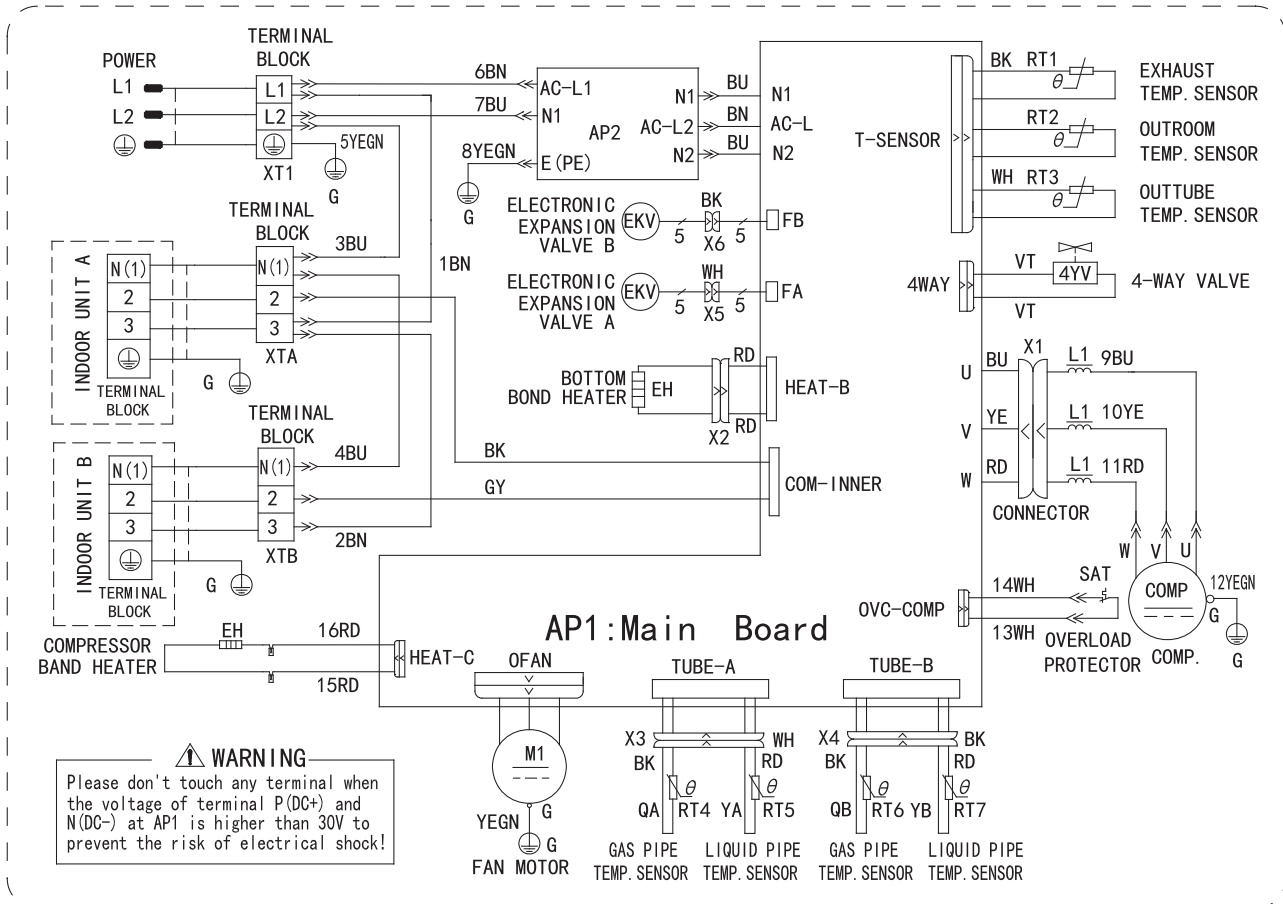 POWER
L1
L2
TERMINAL
BLOCK
L1
L2
XT1
5YEGN
G
6BN
7BU
8YEGN
G
AC-L1
N1
E(PE)
AP2
N1
AC-L2
N2
BU
BN
BU
N1
AC-L
N2
T-SENSOR
BK RT1
θ
EXHAUST
TEMP. SENSOR
RT2
θ
OUTROOM
TEMP. SENSOR
WH RT3
θ
OUTTUBE
TEMP. SENSOR
INDOOR UNIT A
N(1)
2
3
TERMINAL
BLOCK
G
TERMINAL
BLOCK
N(1)
2
3
XTA
3BU
1BN
ELECTRONIC
EXPANSION
VALVE B
EKV
5
BK
X6
5
FB
ELECTRONIC
EXPANSION
VALVE A
EKV
5
WH
X5
5
FA
4WAY
VT
4YV
VT
4-WAY VALVE
BOTTOM
BOND HEATER
EH
RD
X2
RD
HEAT-B
U
V
W
BU
YE
RD
X1
CONNECTOR
L1 9BU
L1 10YE
L1 11RD
W
V
U
INDOOR UNIT B
N(1)
2
3
TERMINAL
BLOCK
G
TERMINAL
BLOCK
N(1)
2
3
XTB
4BU
2BN
BK
GY
COM-INNER
OVC-COMP
14WH
SAT
13WH
OVERLOAD
PROTECTOR
COMP
COMP.
12YEGN
G
G
AP1:Main Board
COMPRESSOR
BAND HEATER
EH
16RD
15RD
HEAT-C
OFAN
M1
YEGN
G
G
FAN MOTOR
TUBE-A
X3
WH
BK
RD
θ
θ
QA
RT4
YA
RT5
GAS PIPE
TEMP. SENSOR
LIQUID PIPE
TEMP. SENSOR
TUBE-B
X4
BK
BK
RD
θ
θ
QB
RT6
YB
RT7
GAS PIPE
TEMP. SENSOR
LIQUID PIPE
TEMP. SENSOR
WARNING
Please don't touch any terminal when
the voltage of terminal P(DC+) and
N(DC-) at AP1 is higher than 30V to
prevent the risk of electrical shock!